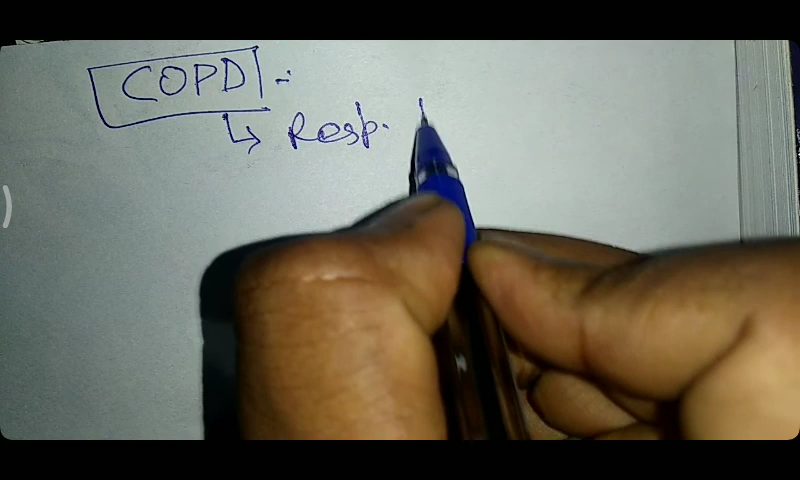 COPD :-
↳ Resp.